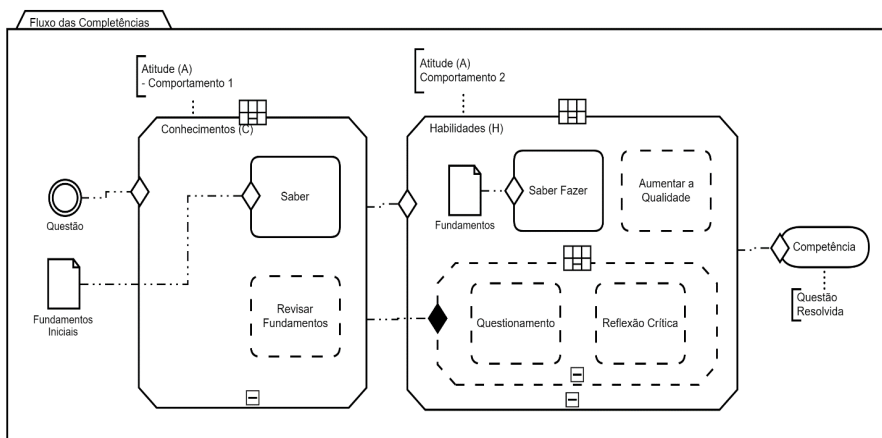 Fluxo das Completências
Atitude (A)
- Comportamento 1
Atitude (A)
Comportamento 2
Conhecimentos (C)
Habilidades (H)
Questão
Fundamentos
Iniciais
Saber
Revisar
Fundamentos
Fundamentos
Saber Fazer
Aumentar a
Qualidade
Questionamento
Reflexão Crítica
Competência
Questão
Resolvida